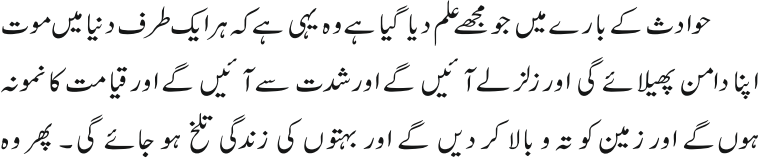 حوادث کے بارے میں جو مجھے علم دیا گیا ہے وہ یہی ہے کہ ہر ایک طرف دنیا میں موت
اپنا دامن پھیلائے گی اور زلزلے آئیں گے اور شدت سے آئیں گے اور قیامت کا نمونہ
ہوں گے اور زمین کو تہ و بالا کر دیں گے اور بہتوں کی زندگی تلخ ہو جائے گی۔ پھر وہ